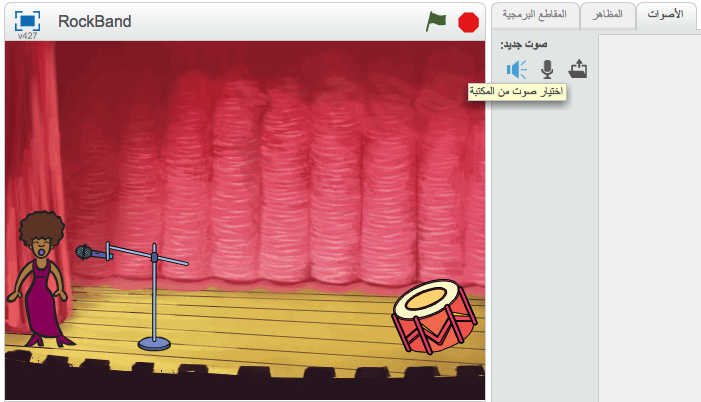 RockBand
v427
المقاطع البرمجية
المظاهر
الأصوات
صوت جديد:
اختيار صوت من المكتبة